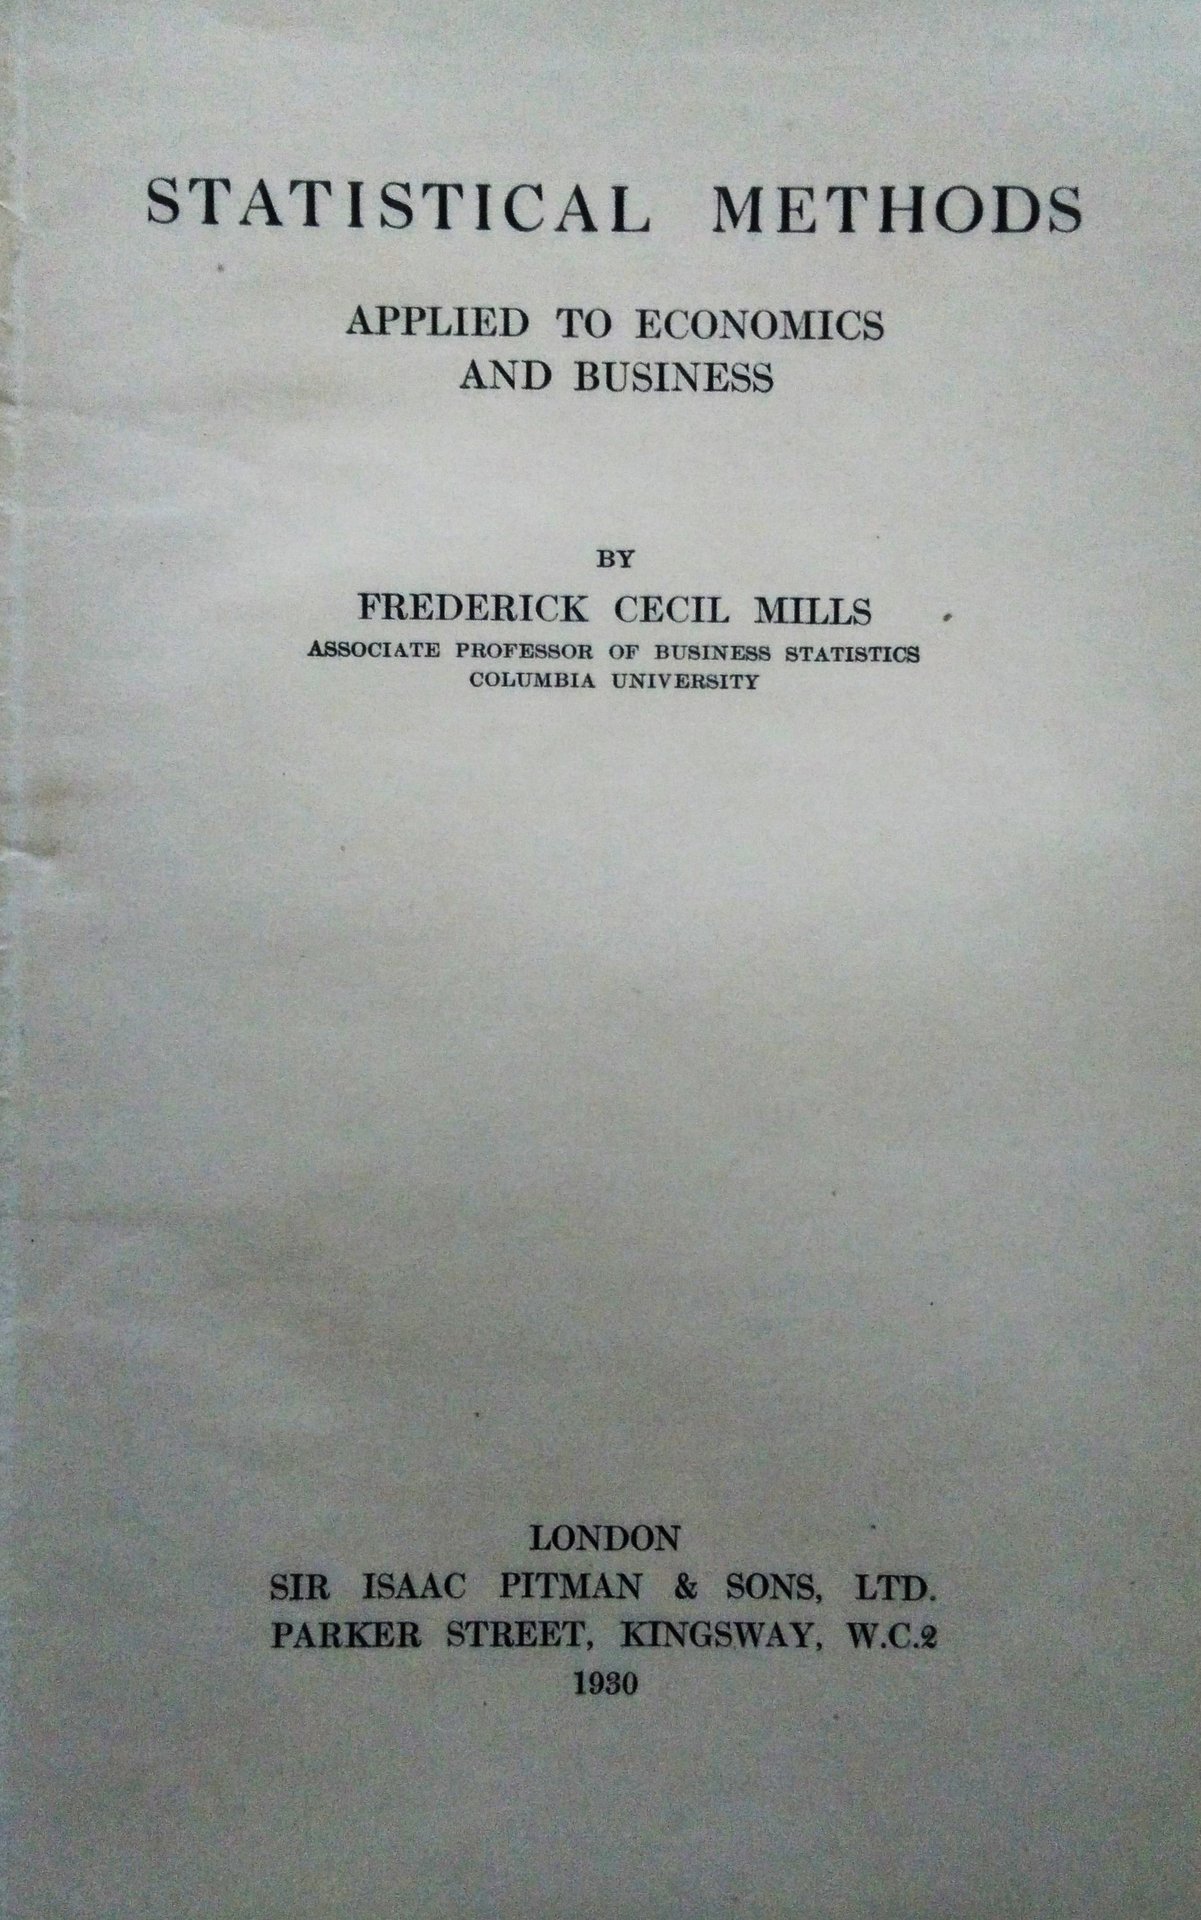 STATISTICAL METHODS
APPLIED TO ECONOMICS
AND BUSINESS
BY
FREDERICK CECIL MILLS
ASSOCIATE PROFESSOR OF BUSINESS STATISTICS
COLUMBIA UNIVERSITY
LONDON
SIR ISAAC PITMAN & SONS, LTD.
PARKER STREET, KINGSWAY, W.C.2
1930